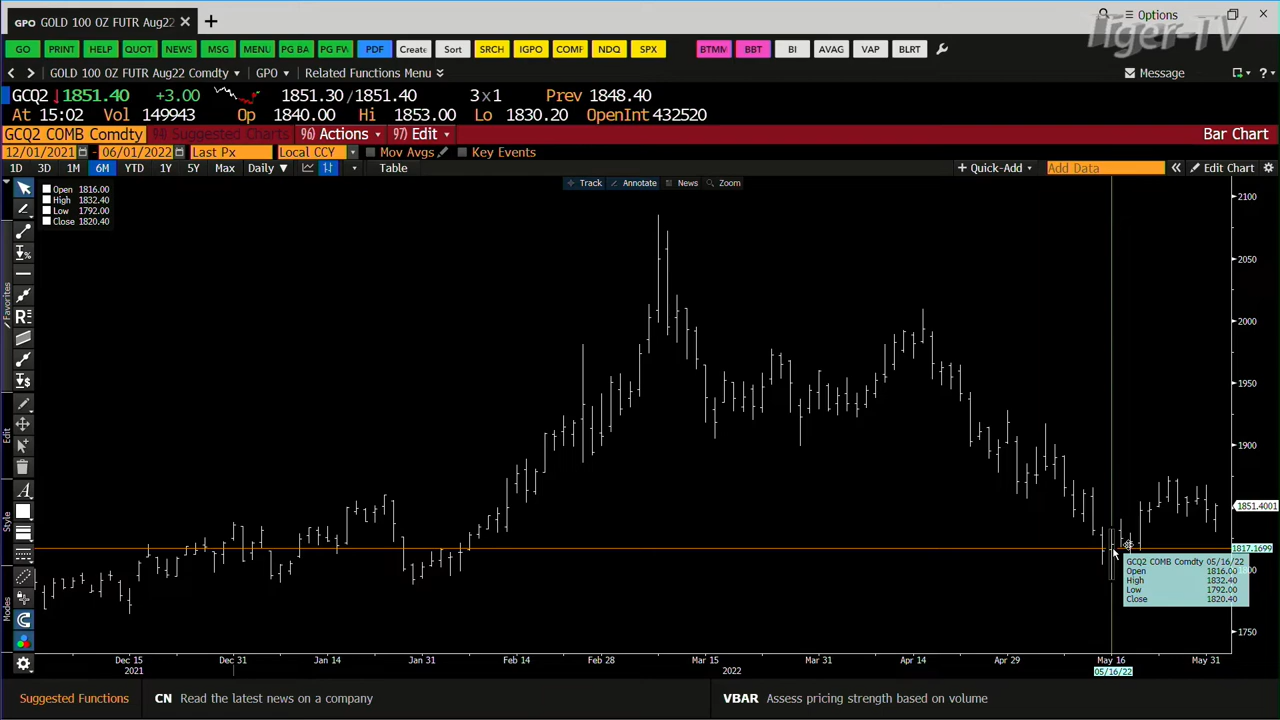 GPO GOLD 100 OZ FUTR Aug22 × +
Options
Tiger-TV
GO PRINT HELP QUOT NEWS MSG MENU PG BA PG FV PDF Create Sort SRCH IGPO COMF NDQ SPX BTMM BBT BI AVAG VAP BLRT
GOLD 100 OZ FUTR Aug22 Comdty GPO Related Functions Menu Message ?
GCQ2 1851.40 +3.00 1851.30/1851.40 3x1 Prev 1848.40
At 15:02 Vol 149943 Op 1840.00 Hi 1853.00 Lo 1830.20 OpenInt 432520
GCQ2 COMB Comdty 94) Suggested Charts 96) Actions 97) Edit Bar Chart
12/01/2021 - 06/01/2022 Last Px Local CCY Mov Avgs Key Events
1D 3D 1M 6M YTD 1Y 5Y Max Daily Table + Quick-Add Add Data Edit Chart
Track Annotate News Zoom
Open 1816.00
High 1832.40
Low 1792.00
Close 1820.40
Favorites
Edit
Style
Modes
2100
2050
2000
1950
1900
1851.4001
1817.1699
1800
1750
GCQ2 COMB Comdty 05/16/22
Open 1816.00
High 1832.40
Low 1792.00
Close 1820.40
Dec 15 Dec 31 Jan 14 Jan 31 Feb 14 Feb 28 Mar 15 Mar 31 Apr 14 Apr 29 May 16 May 31
2021 2022 05/16/22
Suggested Functions CN Read the latest news on a company VBAR Assess pricing strength based on volume